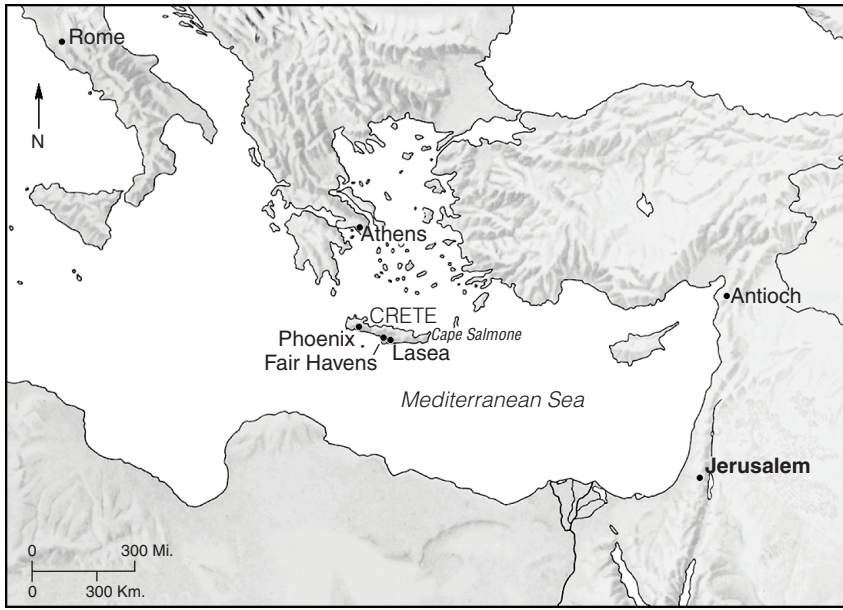 Rome
N
Athens
Antioch
CRETE
Cape Salmone
Phoenix
Lasea
Fair Havens
Mediterranean Sea
Jerusalem
0 300 Mi.
0 300 Km.